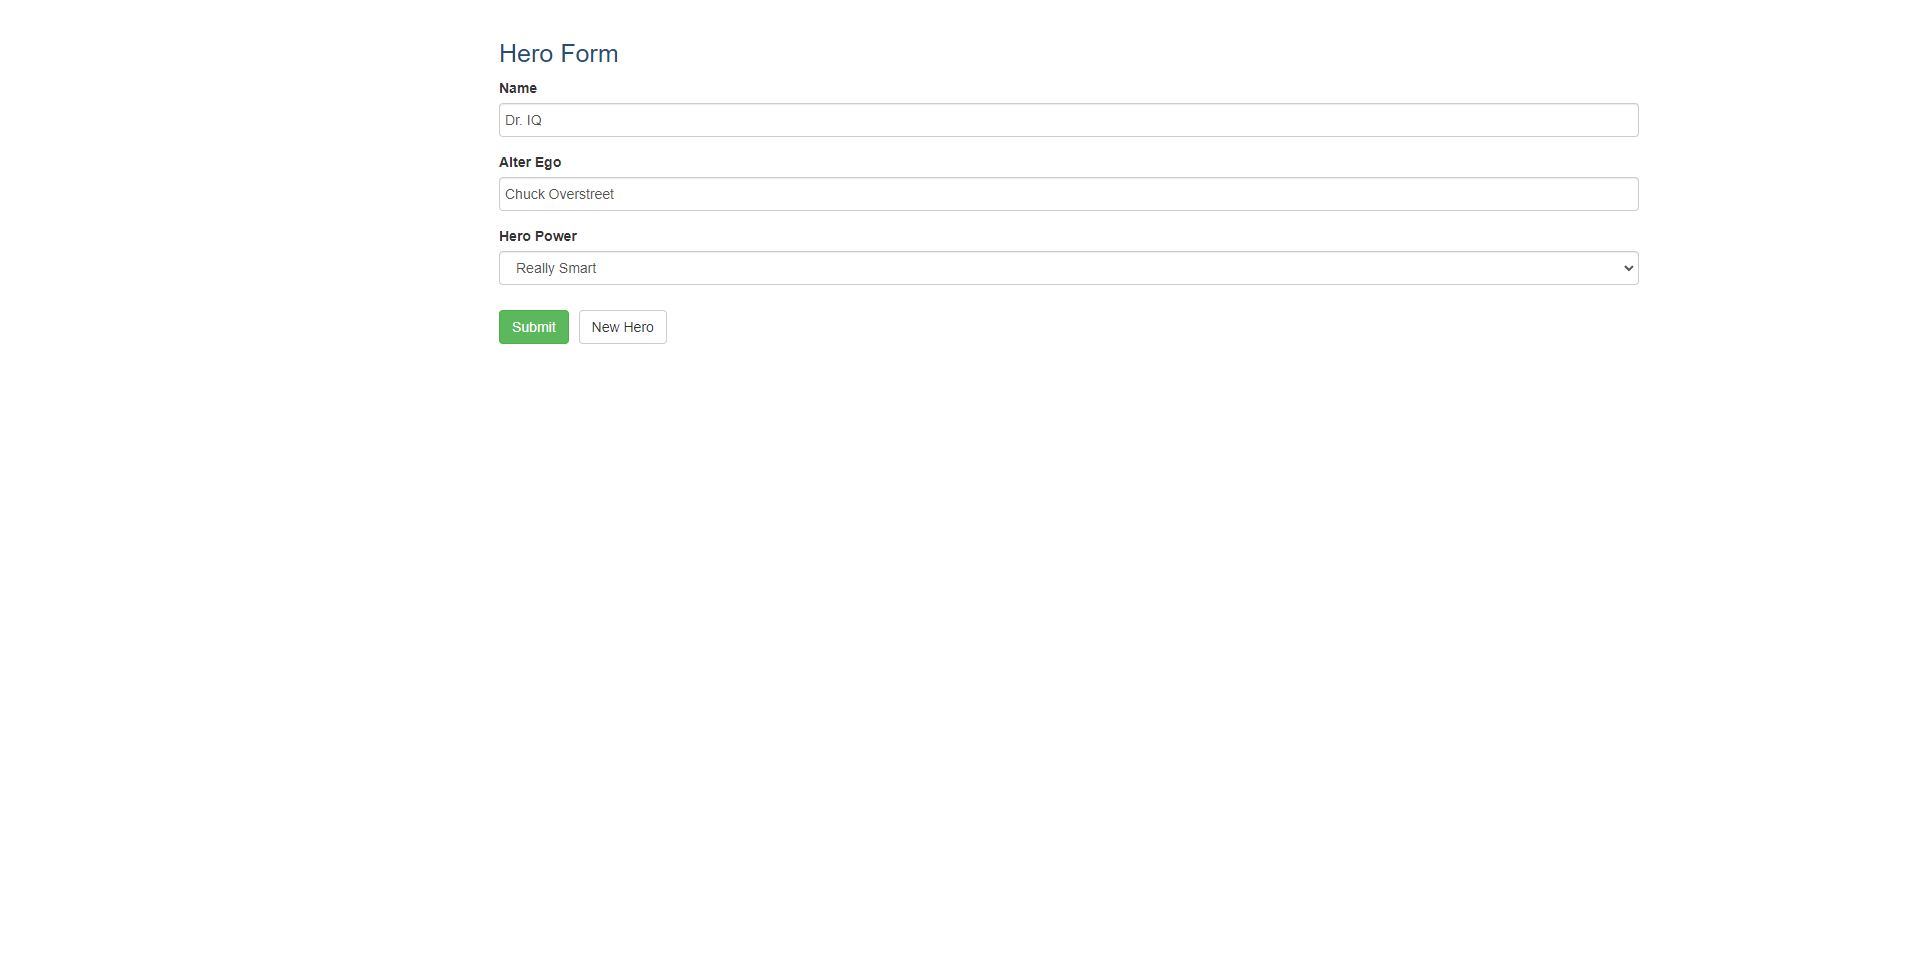 Hero Form
Name
Dr. IQ
Alter Ego
Chuck Overstreet
Hero Power
Really Smart
Submit New Hero